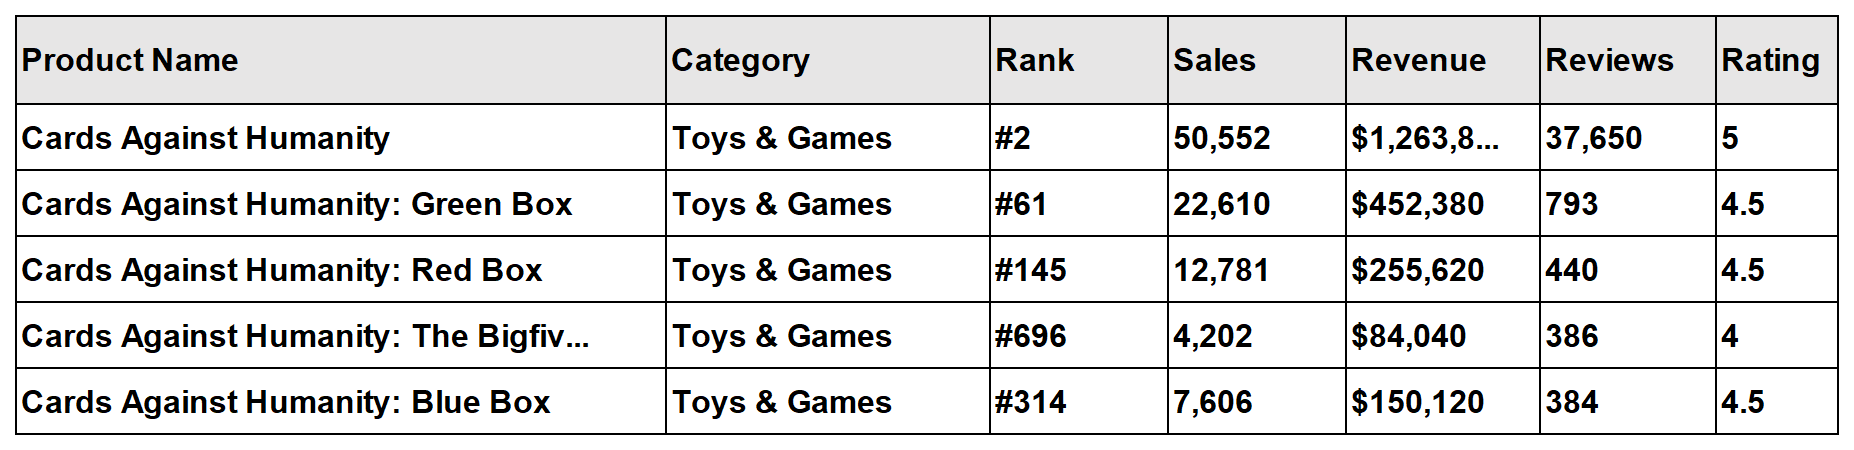 Product Name Category Rank Sales Revenue Reviews Rating
Cards Against Humanity Toys & Games #2 50,552 $1,263,8... 37,650 5
Cards Against Humanity: Green Box Toys & Games #61 22,610 $452,380 793 4.5
Cards Against Humanity: Red Box Toys & Games #145 12,781 $255,620 440 4.5
Cards Against Humanity: The Bigfiv... Toys & Games #696 4,202 $84,040 386 4
Cards Against Humanity: Blue Box Toys & Games #314 7,606 $150,120 384 4.5